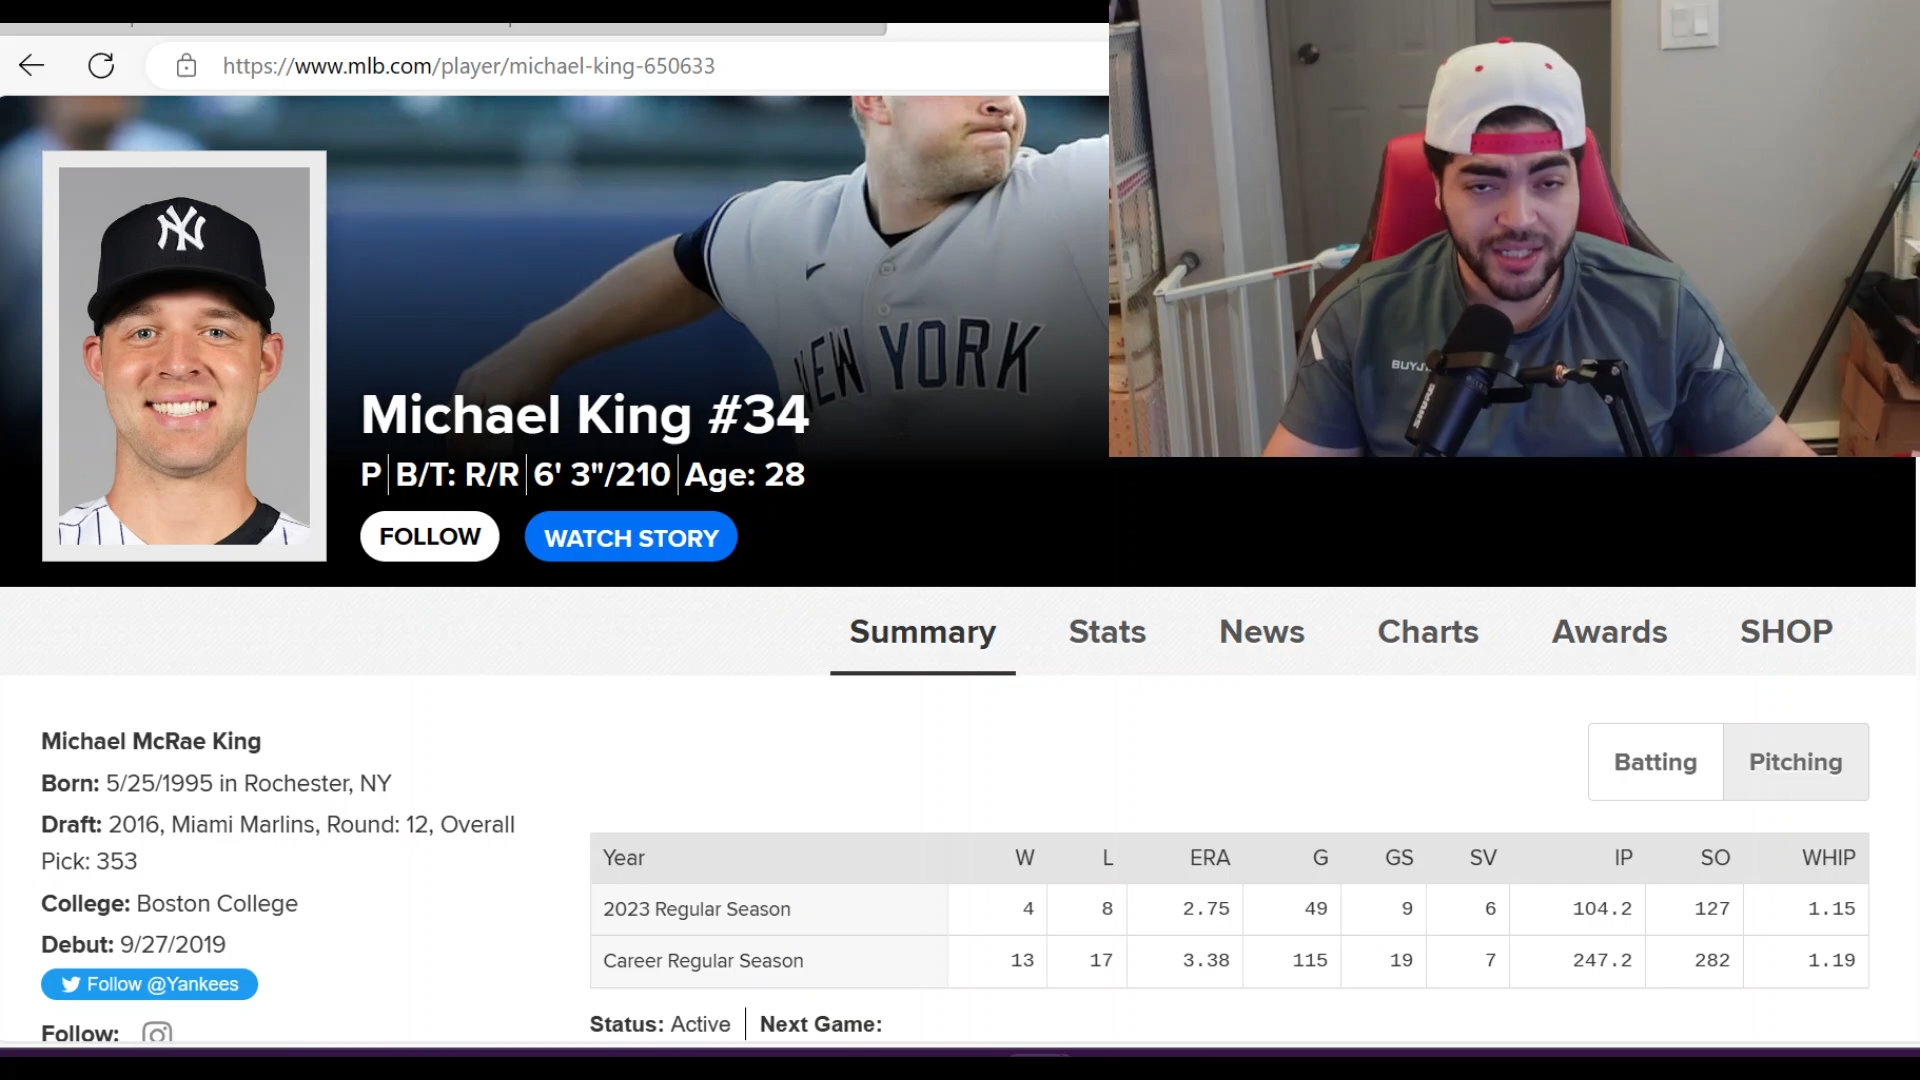 https://www.mlb.com/player/michael-king-650633
NY
NEW YORK
Michael King #34
P | B/T: R/R | 6' 3"/210 | Age: 28
FOLLOW
WATCH STORY
SHURE
Summary
Stats
News
Charts
Awards
SHOP
Michael McRae King
Born: 5/25/1995 in Rochester, NY
Draft: 2016, Miami Marlins, Round: 12, Overall
Pick: 353
College: Boston College
Debut: 9/27/2019
Follow @Yankees
Follow:
Batting
Pitching
Year W L ERA G GS SV IP SO WHIP
2023 Regular Season 4 8 2.75 49 9 6 104.2 127 1.15
Career Regular Season 13 17 3.38 115 19 7 247.2 282 1.19
Status: Active | Next Game: